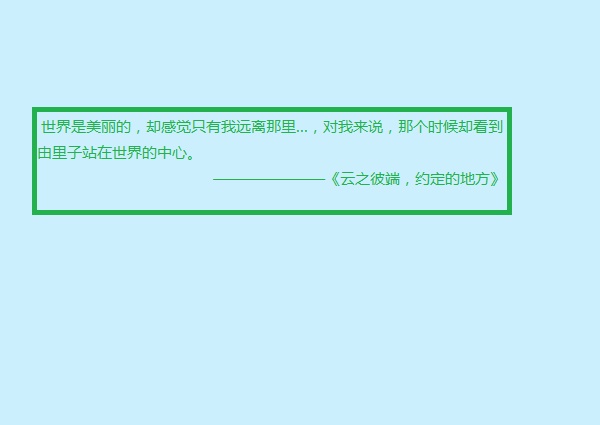 世界是美丽的，却感觉只有我远离那里...，对我来说，那个时候却看到
由里子站在世界的中心。
———————《云之彼端，约定的地方》